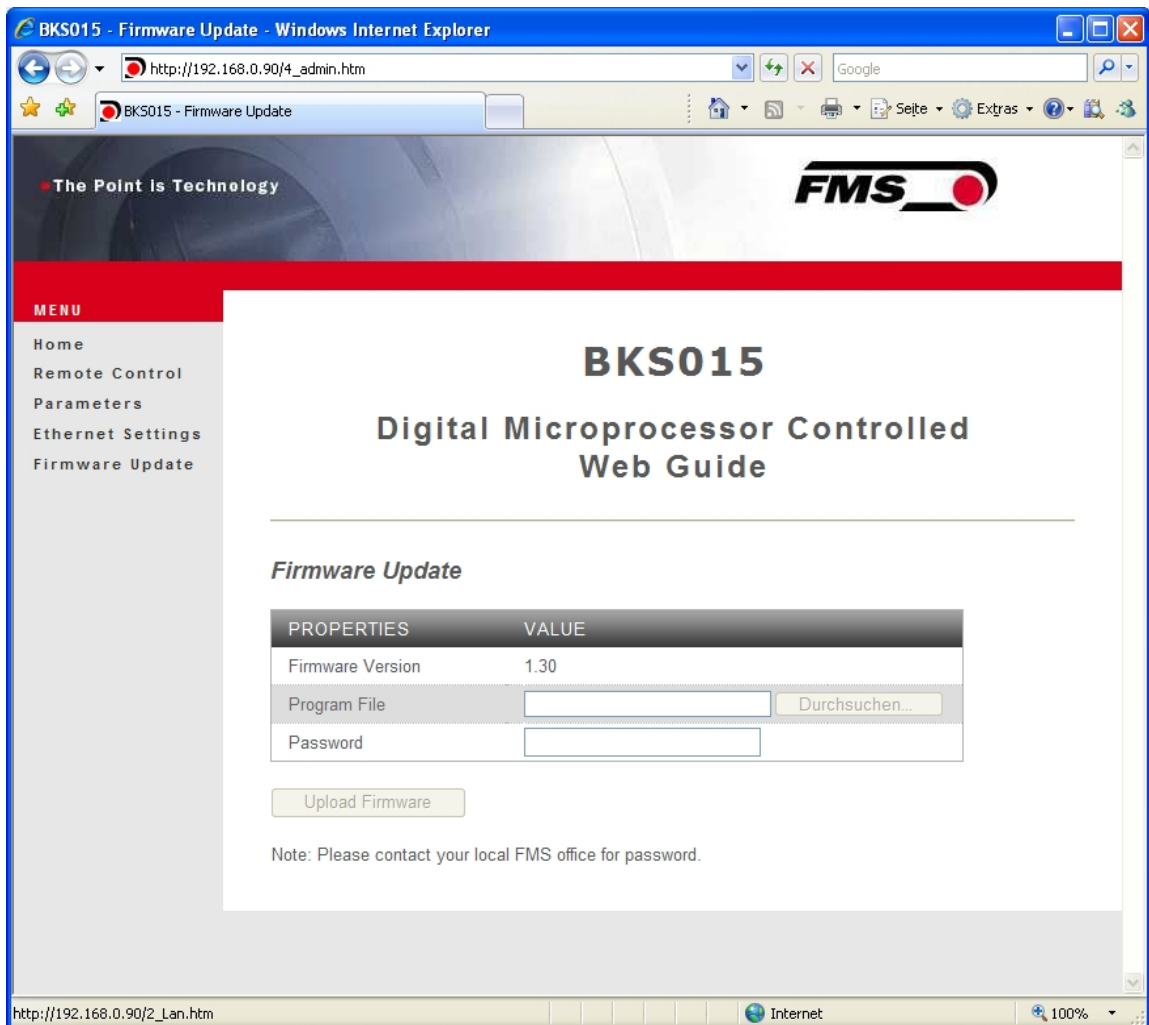 BKS015 - Firmware Update - Windows Internet Explorer
http://192.168.0.90/4_admin.htm
Google
BKS015 - Firmware Update
Seite
Extras
The Point is Technology
FMS
MENU
Home
Remote Control
Parameters
Ethernet Settings
Firmware Update
BKS015
Digital Microprocessor Controlled
Web Guide
Firmware Update
PROPERTIES VALUE
Firmware Version 1.30
Program File Durchsuchen...
Password
Upload Firmware
Note: Please contact your local FMS office for password.
http://192.168.0.90/2_Lan.htm Internet 100%